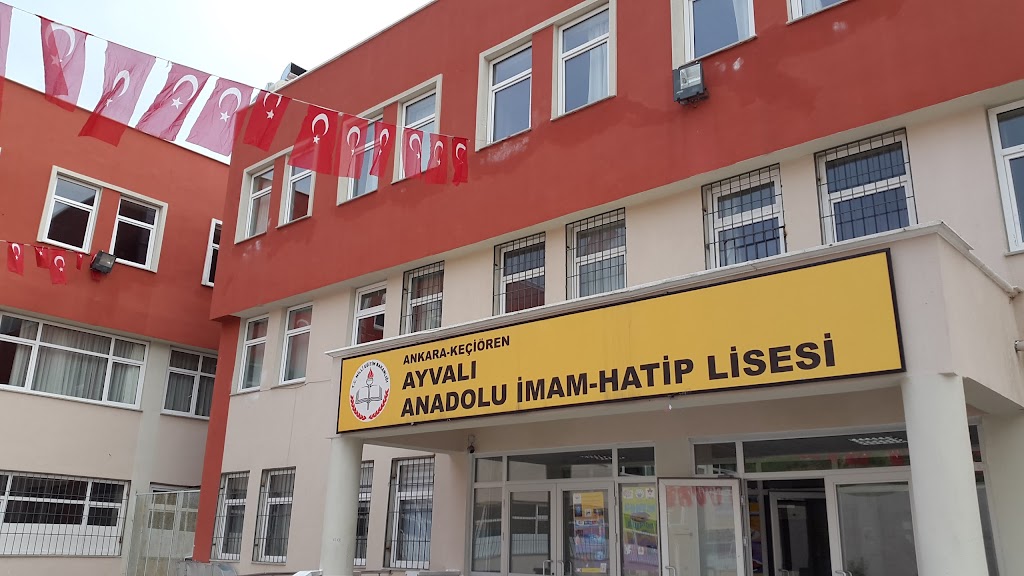 ANKARA-KEÇİÖREN
AYVALI
ANADOLU İMAM-HATİP LİSESİ